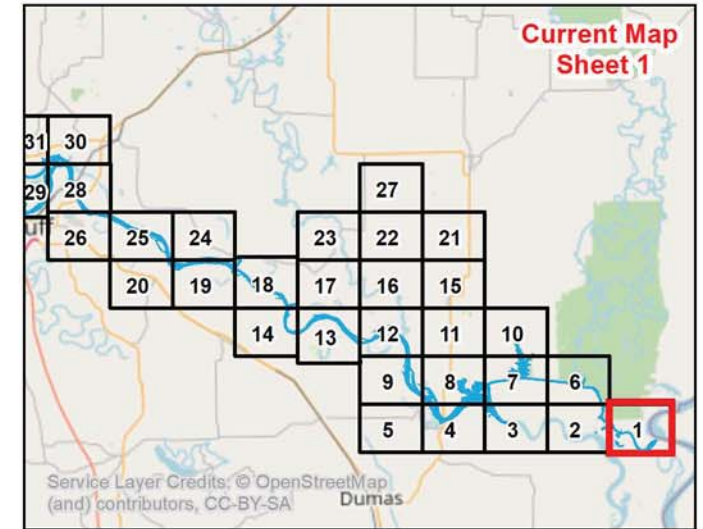 Current Map
Sheet 1
31 30
29 28 27
uff 26 25 24 23 22 21
20 19 18 17 16 15
14 13 12 11 10
9 8 7 6
5 4 3 2 1
Service Layer Credits: © OpenStreetMap
(and) contributors, CC-BY-SA
Dumas